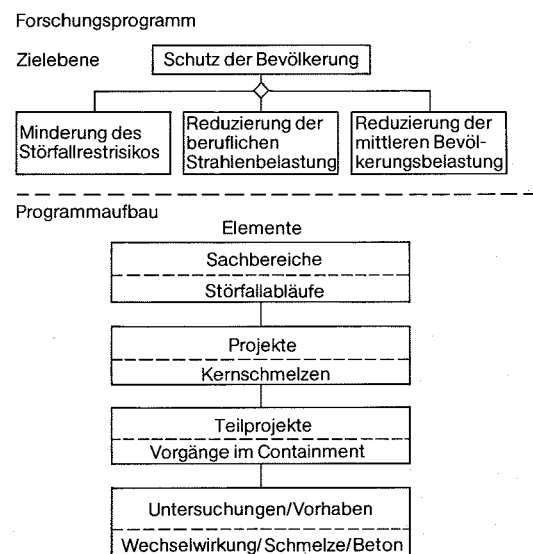 Forschungsprogramm
Zielebene
Schutz der Bevölkerung
Minderung des
Störfallrestrisikos
Reduzierung der
beruflichen
Strahlenbelastung
Reduzierung der
mittleren Bevöl-
kerungsbelastung
Programmaufbau
Elemente
Sachbereiche
Störfallabläufe
Projekte
Kernschmelzen
Teilprojekte
Vorgänge im Containment
Untersuchungen/Vorhaben
Wechselwirkung/Schmelze/Beton